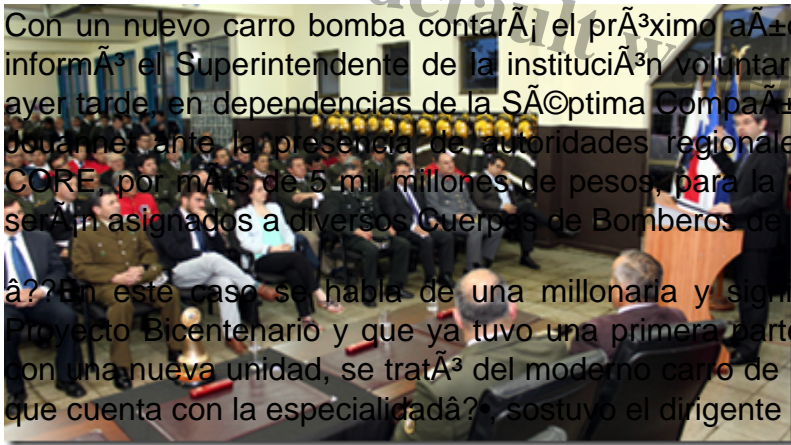 Con un nuevo carro bomba contarÃ¡ el prÃ³ximo aÃ±o
informÃ³ el Superintendente de la instituciÃ³n voluntar
ayer tarde, en dependencias de la SÃ©ptima CompaÃ±
Jouannet ante la presencia de autoridades regionale
CORE, por mÃ¡s de 5 mil millones de pesos, para la
serÃ¡n asignados a diversos Cuerpos de Bomberos de
â??En este caso se habla de una millonaria y signi
Proyecto Bicentenario y que ya tuvo una primera parte
con una nueva unidad, se tratÃ³ del moderno carro de
que cuenta con la especialidadâ?•, sostuvo el dirigente
default w